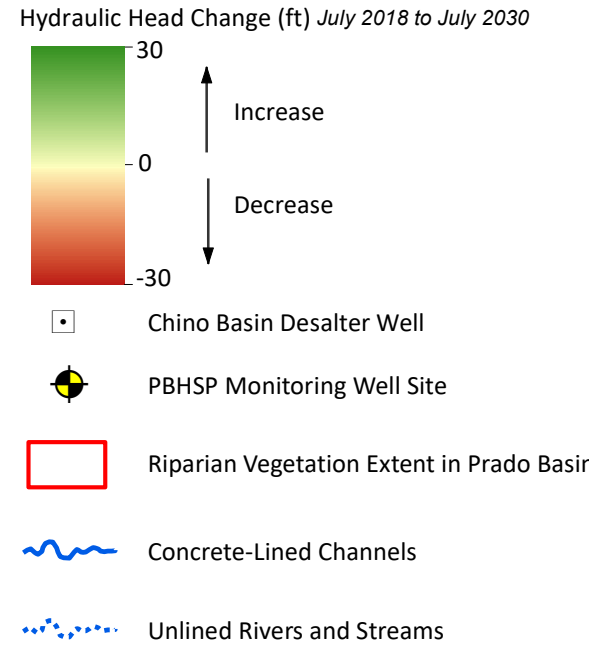 Hydraulic Head Change (ft) July 2018 to July 2030
30
Increase
0
Decrease
-30
Chino Basin Desalter Well
PBHSP Monitoring Well Site
Riparian Vegetation Extent in Prado Basin
Concrete-Lined Channels
Unlined Rivers and Streams